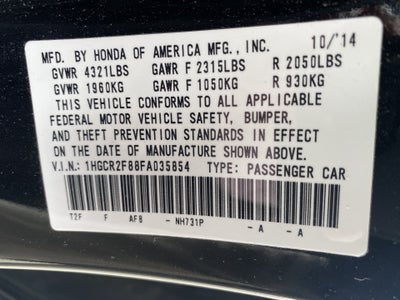 MFD. BY HONDA OF AMERICA MFG., INC. 10/'14
GVWR 4321LBS GAWR F 2315LBS R 2050LBS
GVWR 1960KG GAWR F 1050KG R 930KG
THIS VEHICLE CONFORMS TO ALL APPLICABLE
FEDERAL MOTOR VEHICLE SAFETY, BUMPER,
AND THEFT PREVENTION STANDARDS IN EFFECT
ON THE DATE OF MANUFACTURE SHOWN ABOVE.
V.I.N.: 1HGCR2F88FA035854 TYPE: PASSENGER CAR
T2F F AF8 - NH731P - A - A